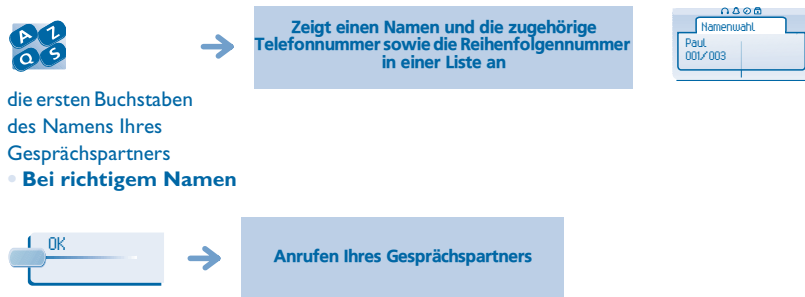 A Z
Q S
Zeigt einen Namen und die zugehörige
Telefonnummer sowie die Reihenfolgennummer
in einer Liste an
Namenwahl
Paul
001/003
die ersten Buchstaben
des Namens Ihres
Gesprächspartners
• Bei richtigem Namen
OK
Anrufen Ihres Gesprächspartners